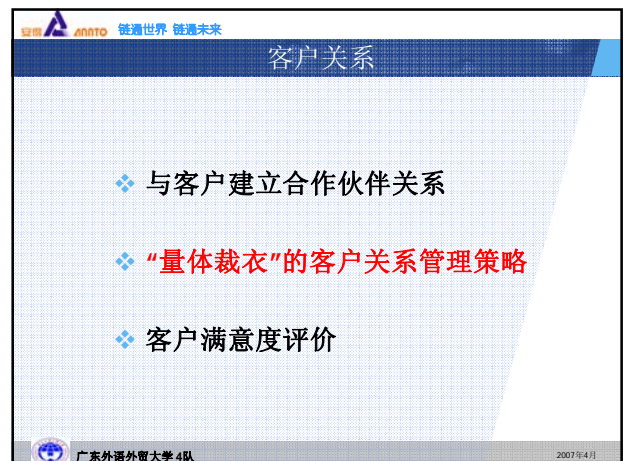 安得 ANNTO 链通世界 链通未来
客户关系
与客户建立合作伙伴关系
“量体裁衣”的客户关系管理策略
客户满意度评价
广东外语外贸大学 4队
2007年4月